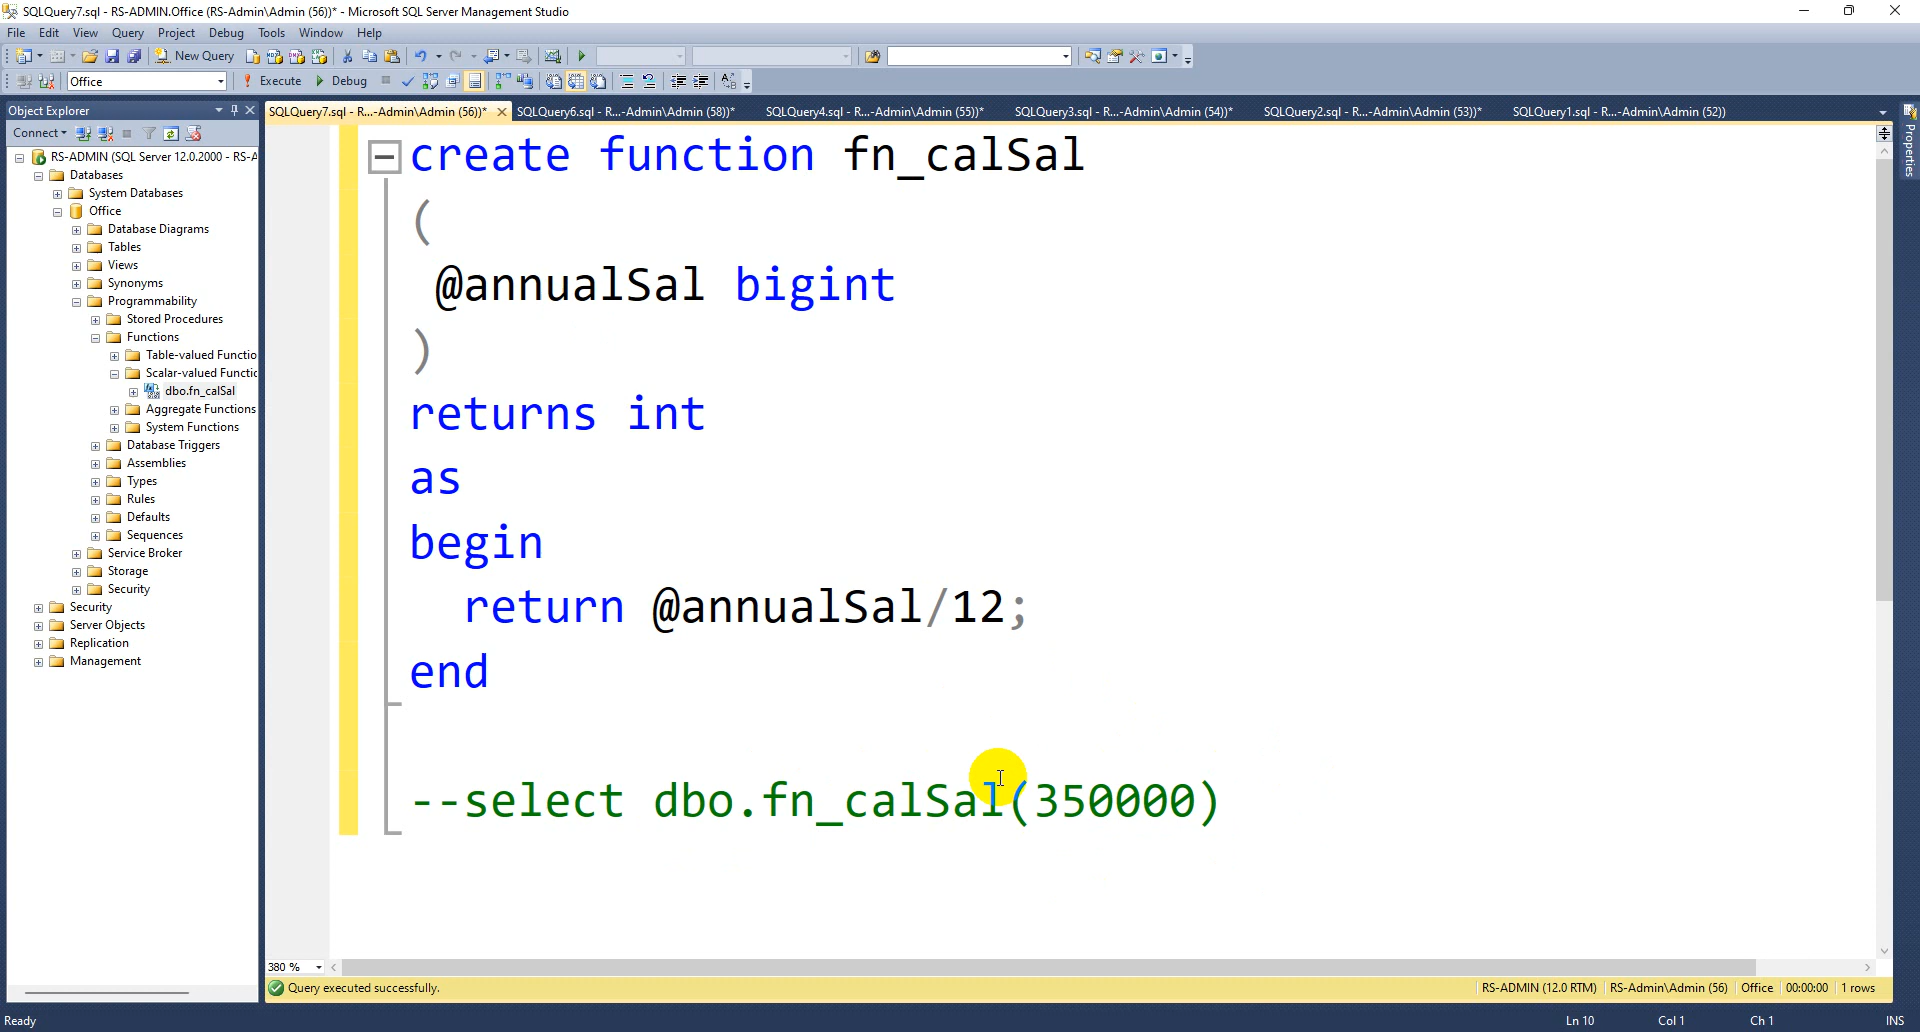 SQLQuery7.sql - RS-ADMIN.Office (RS-Admin\Admin (56))* - Microsoft SQL Server Management Studio
File Edit View Query Project Debug Tools Window Help
New Query
Office Execute Debug
Object Explorer
Connect
RS-ADMIN (SQL Server 12.0.2000 - RS-A
Databases
System Databases
Office
Database Diagrams
Tables
Views
Synonyms
Programmability
Stored Procedures
Functions
Table-valued Functio
Scalar-valued Functic
dbo.fn_calSal
Aggregate Functions
System Functions
Database Triggers
Assemblies
Types
Rules
Defaults
Sequences
Service Broker
Storage
Security
Security
Server Objects
Replication
Management
SQLQuery7.sql - R...-Admin\Admin (56))* SQLQuery6.sql - R...-Admin\Admin (58))* SQLQuery4.sql - R...-Admin\Admin (55))* SQLQuery3.sql - R...-Admin\Admin (54))* SQLQuery2.sql - R...-Admin\Admin (53))* SQLQuery1.sql - R...-Admin\Admin (52))
create function fn_calSal
(
@annualSal bigint
)
returns int
as
begin
return @annualSal/12;
end
--select dbo.fn_calSal(350000)
Properties
380 %
Query executed successfully. RS-ADMIN (12.0 RTM) RS-Admin\Admin (56) Office 00:00:00 1 rows
Ready Ln 10 Col 1 Ch 1 INS